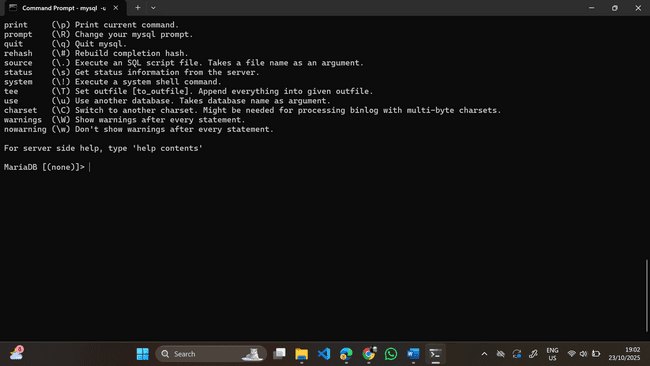 Command Prompt - mysql -u
print (\p) Print current command.
prompt (\R) Change your mysql prompt.
quit (\q) Quit mysql.
rehash (\#) Rebuild completion hash.
source (\.) Execute an SQL script file. Takes a file name as an argument.
status (\s) Get status information from the server.
system (\!) Execute a system shell command.
tee (\T) Set outfile [to_outfile]. Append everything into given outfile.
use (\u) Use another database. Takes database name as argument.
charset (\C) Switch to another charset. Might be needed for processing binlog with multi-byte charsets.
warnings (\W) Show warnings after every statement.
nowarning (\w) Don't show warnings after every statement.
For server side help, type 'help contents'
MariaDB [(none)]>
Search
ENG
US
19:02
23/10/2025